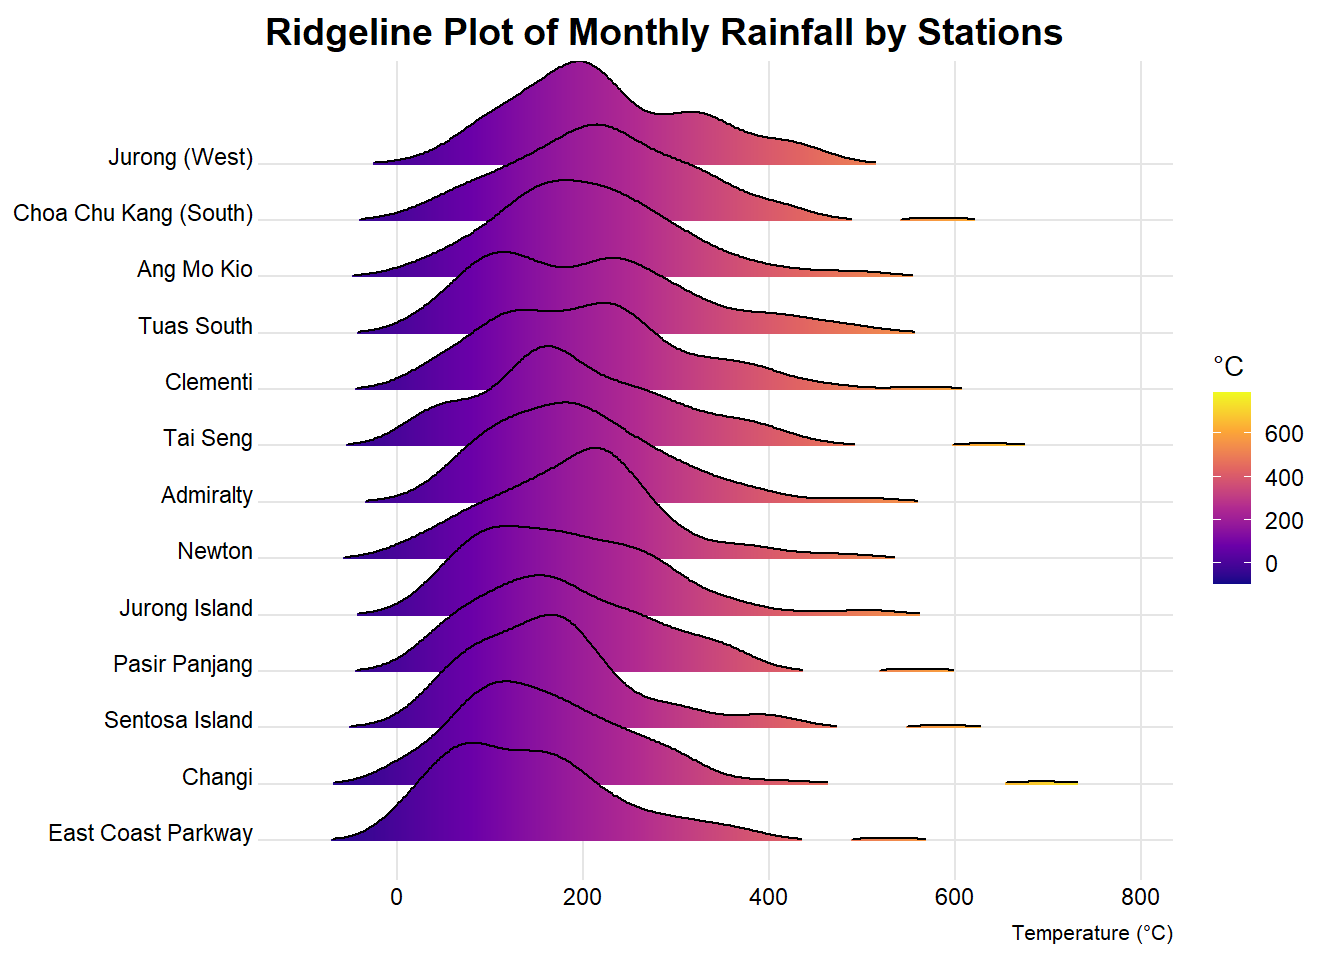 Ridgeline Plot of Monthly Rainfall by Stations
Jurong (West)
Choa Chu Kang (South)
Ang Mo Kio
Tuas South
Clementi
Tai Seng
Admiralty
Newton
Jurong Island
Pasir Panjang
Sentosa Island
Changi
East Coast Parkway
0 200 400 600 800
Temperature (°C)
°C
600
400
200
0